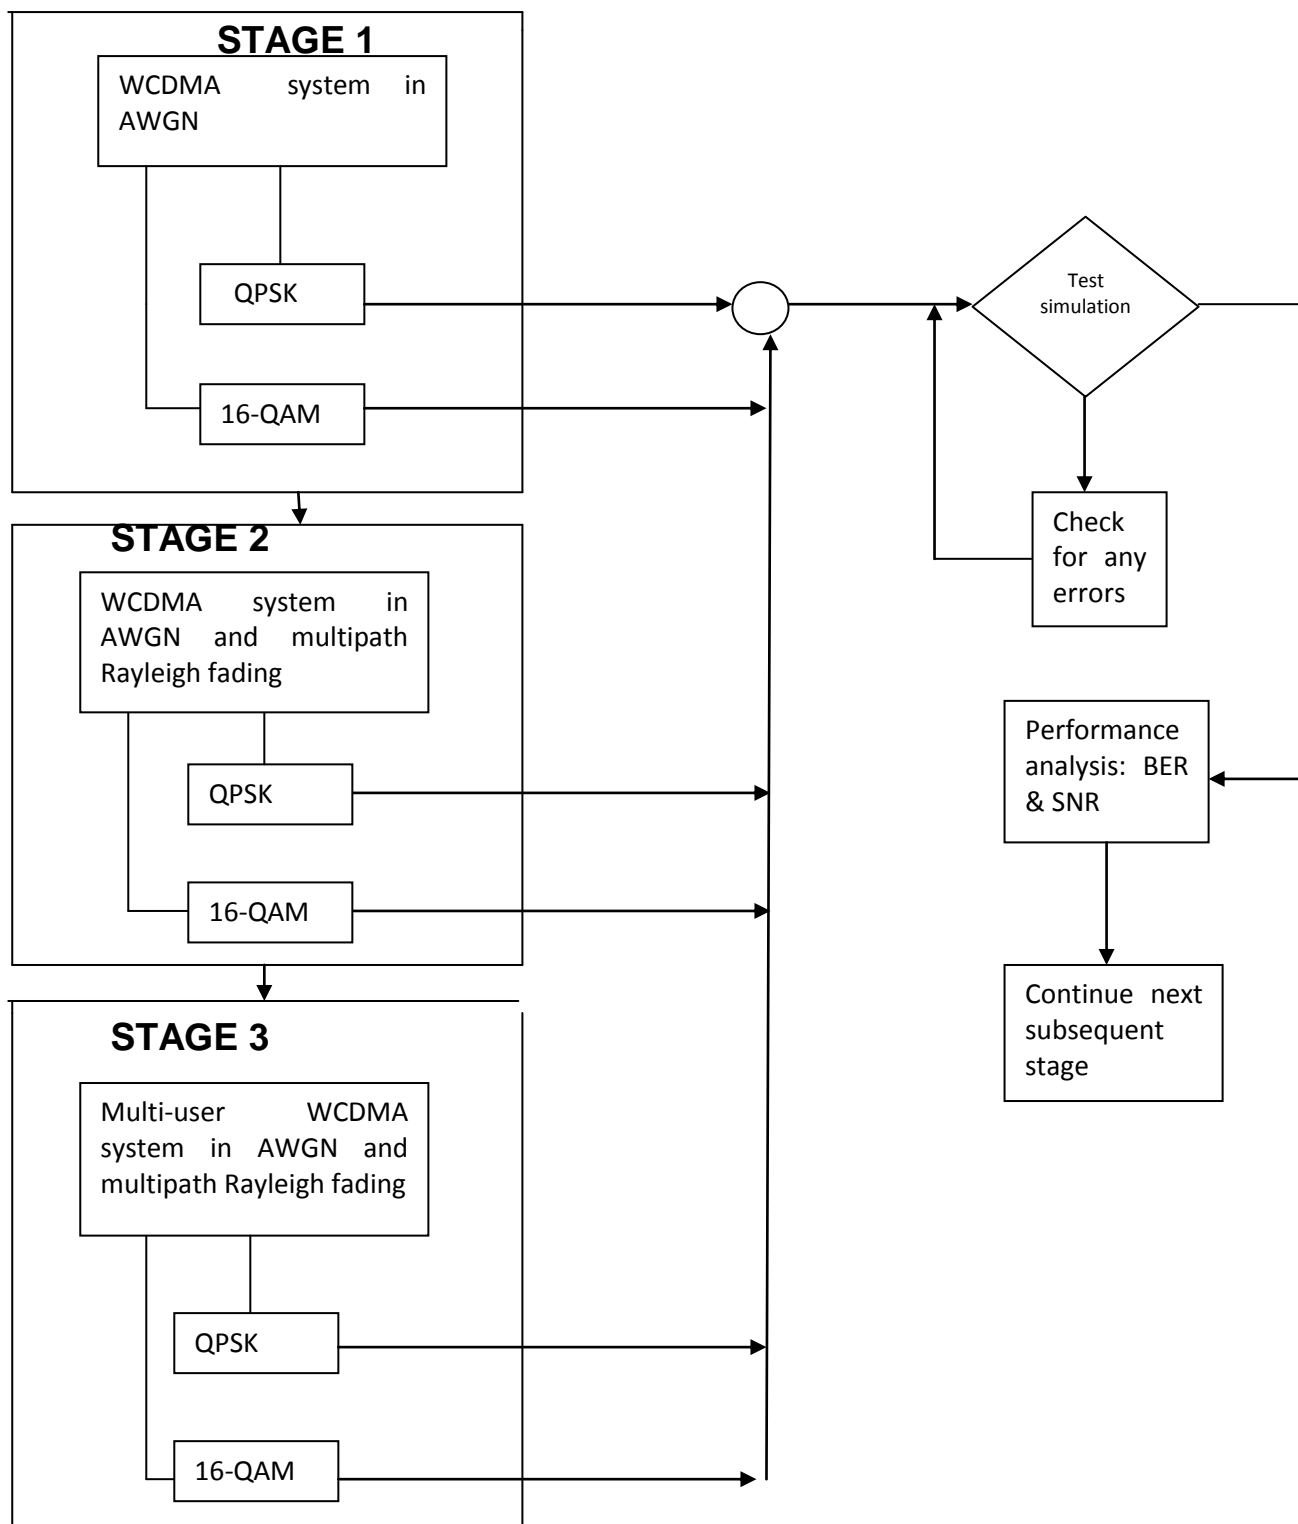 STAGE 1
WCDMA system in
AWGN
QPSK
16-QAM
Test
simulation
Check
for any
errors
STAGE 2
WCDMA system in
AWGN and multipath
Rayleigh fading
QPSK
16-QAM
Performance
analysis: BER
& SNR
Continue next
subsequent
stage
STAGE 3
Multi-user WCDMA
system in AWGN and
multipath Rayleigh fading
QPSK
16-QAM